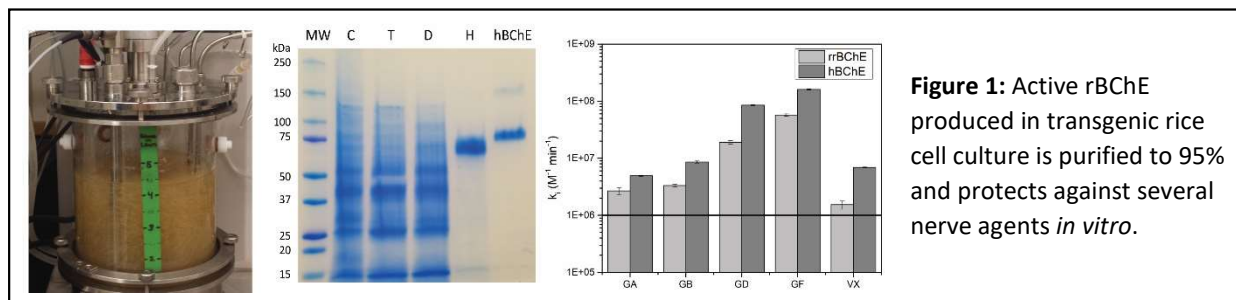 MW C T D H hBChE
kDa
250
150
100
75
50
37
25
20
15
1E+09
1E+08
1E+07
1E+06
1E+05
kᵢ (M⁻¹ min⁻¹)
rrBChE
hBChE
GA GB GD GF VX
Figure 1: Active rBChE
produced in transgenic rice
cell culture is purified to 95%
and protects against several
nerve agents in vitro.